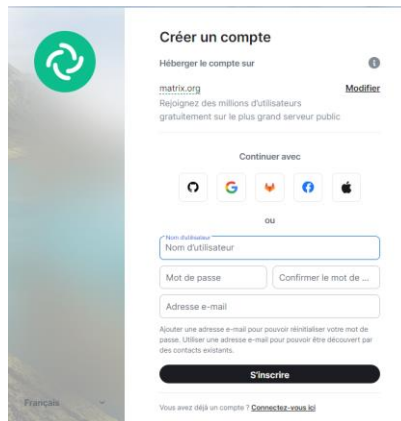 Créer un compte
Héberger le compte sur
matrix.org Modifier
Rejoignez des millions d'utilisateurs
gratuitement sur le plus grand serveur public
Continuer avec
ou
Nom d'utilisateur
Nom d'utilisateur
Mot de passe Confirmer le mot de ...
Adresse e-mail
Ajouter une adresse e-mail pour pouvoir réinitialiser votre mot de
passe. Utiliser une adresse e-mail pour pouvoir être découvert par
des contacts existants.
S'inscrire
Français
Vous avez déjà un compte ? Connectez-vous ici